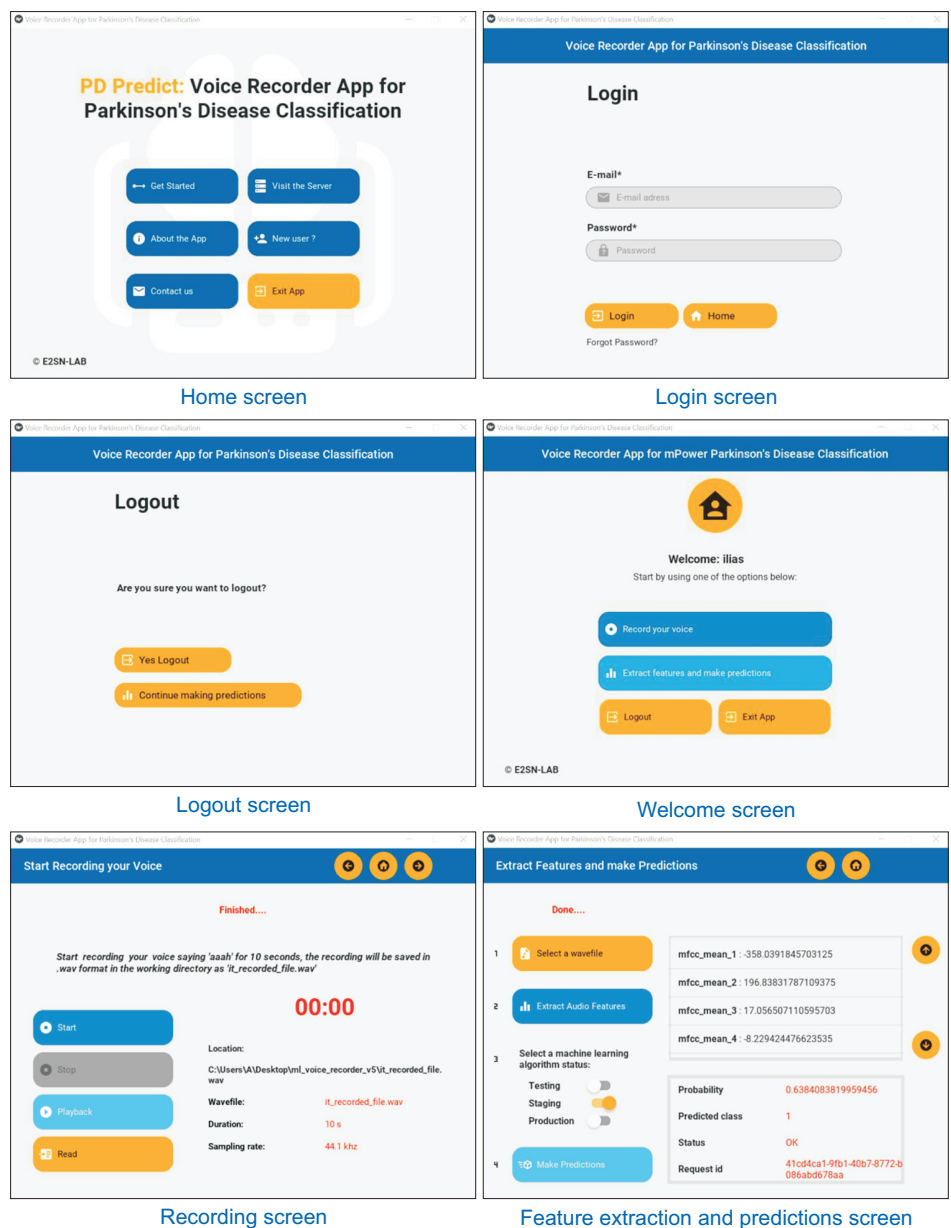 Voice Recorder App for Parkinson's Disease Classification
PD Predict: Voice Recorder App for
Parkinson's Disease Classification
Get Started
Visit the Server
About the App
New user ?
Contact us
Exit App
© E2SN-LAB
Home screen
Voice Recorder App for Parkinson's Disease Classification
Voice Recorder App for Parkinson's Disease Classification
Login
E-mail*
E-mail adress
Password*
Password
Login
Home
Forgot Password?
Login screen
Voice Recorder App for Parkinson's Disease Classification
Voice Recorder App for Parkinson's Disease Classification
Logout
Are you sure you want to logout?
Yes Logout
Continue making predictions
Logout screen
Voice Recorder App for Parkinson's Disease Classification
Voice Recorder App for mPower Parkinson's Disease Classification
Welcome: ilias
Start by using one of the options below:
Record your voice
Extract features and make predictions
Logout
Exit App
© E2SN-LAB
Welcome screen
Voice Recorder App for Parkinson's Disease Classification
Start Recording your Voice
Finished....
Start recording your voice saying 'aaah' for 10 seconds, the recording will be saved in
.wav format in the working directory as 'it_recorded_file.wav'
00:00
Start
Stop
Playback
Read
Location:
C:\Users\A\Desktop\ml_voice_recorder_v5\it_recorded_file.
wav
Wavefile: it_recorded_file.wav
Duration: 10 s
Sampling rate: 44.1 khz
Recording screen
Voice Recorder App for Parkinson's Disease Classification
Extract Features and make Predictions
Done....
1 Select a wavefile
2 Extract Audio Features
3 Select a machine learning
algorithm status:
Testing
Staging
Production
4 Make Predictions
mfcc_mean_1 : -358.0391845703125
mfcc_mean_2 : 196.83831787109375
mfcc_mean_3 : 17.056507110595703
mfcc_mean_4 : -8.229424476623535
Probability 0.6384083819959456
Predicted class 1
Status OK
Request id 41cd4ca1-9fb1-40b7-8772-b
086abd678aa
Feature extraction and predictions screen